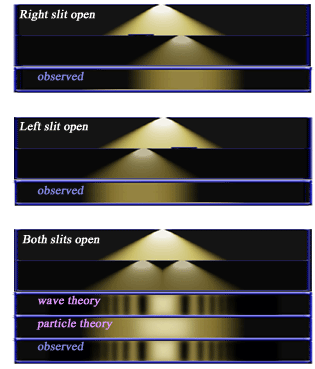 Right slit open
observed
Left slit open
observed
Both slits open
wave theory
particle theory
observed